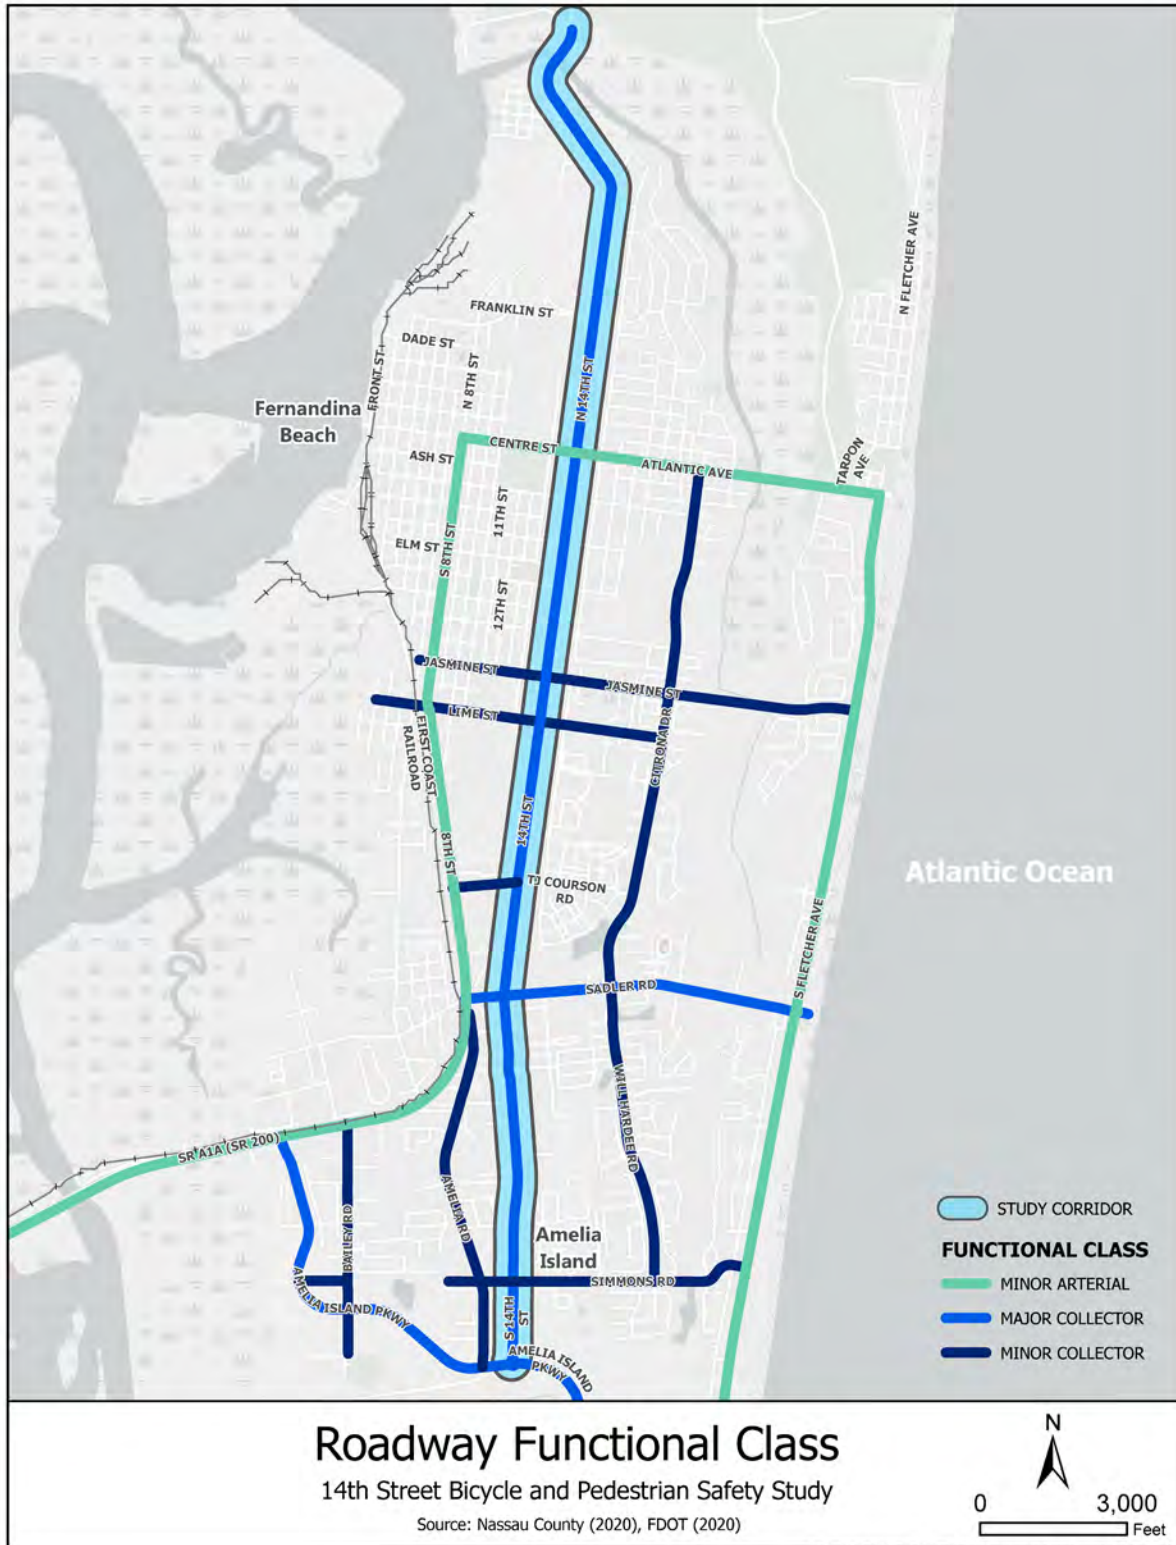 N FLETCHER AVE
FRANKLIN ST
DADE ST
N 8TH ST
FRONT ST
N 14TH ST
Fernandina
Beach
CENTRE ST
ASH ST
ATLANTIC AVE
TARPON
AVE
11TH ST
ELM ST
S 8TH ST
12TH ST
JASMINE ST
JASMINE ST
LIME ST
CITRONA DR
FIRST COAST
RAILROAD
14TH ST
8TH ST
TJ COURSON
RD
Atlantic Ocean
S FLETCHER AVE
SADLER RD
WILL HARDEE RD
SR A1A (SR 200)
AMELIA RD
BAILEY RD
Amelia
Island
SIMMONS RD
AMELIA ISLAND PKWY
S 14TH
ST
AMELIA ISLAND
PKWY
STUDY CORRIDOR
FUNCTIONAL CLASS
MINOR ARTERIAL
MAJOR COLLECTOR
MINOR COLLECTOR
Roadway Functional Class
14th Street Bicycle and Pedestrian Safety Study
Source: Nassau County (2020), FDOT (2020)
N
0 3,000
Feet